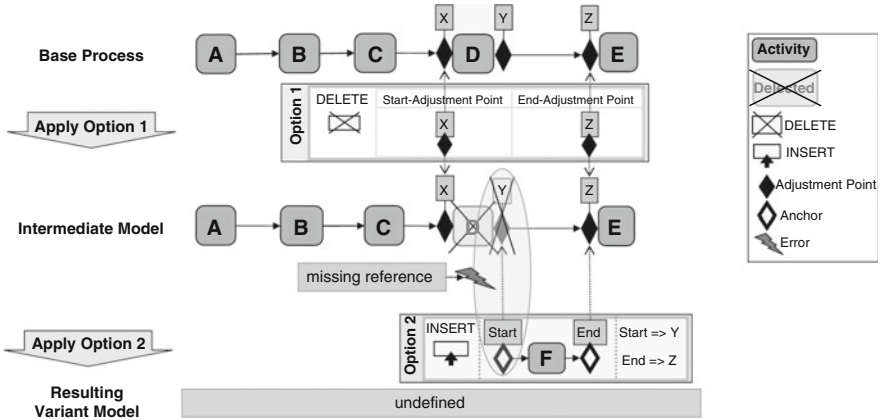 X Y Z
Base Process A B C D E
Option 1 DELETE Start-Adjustment Point End-Adjustment Point
Apply Option 1
X Z
X Y Z
Intermediate Model A B C D E
missing reference
Option 2 INSERT Start End Start => Y
F End => Z
Apply Option 2
Resulting
Variant Model
undefined
Activity
Deleted
DELETE
INSERT
Adjustment Point
Anchor
Error